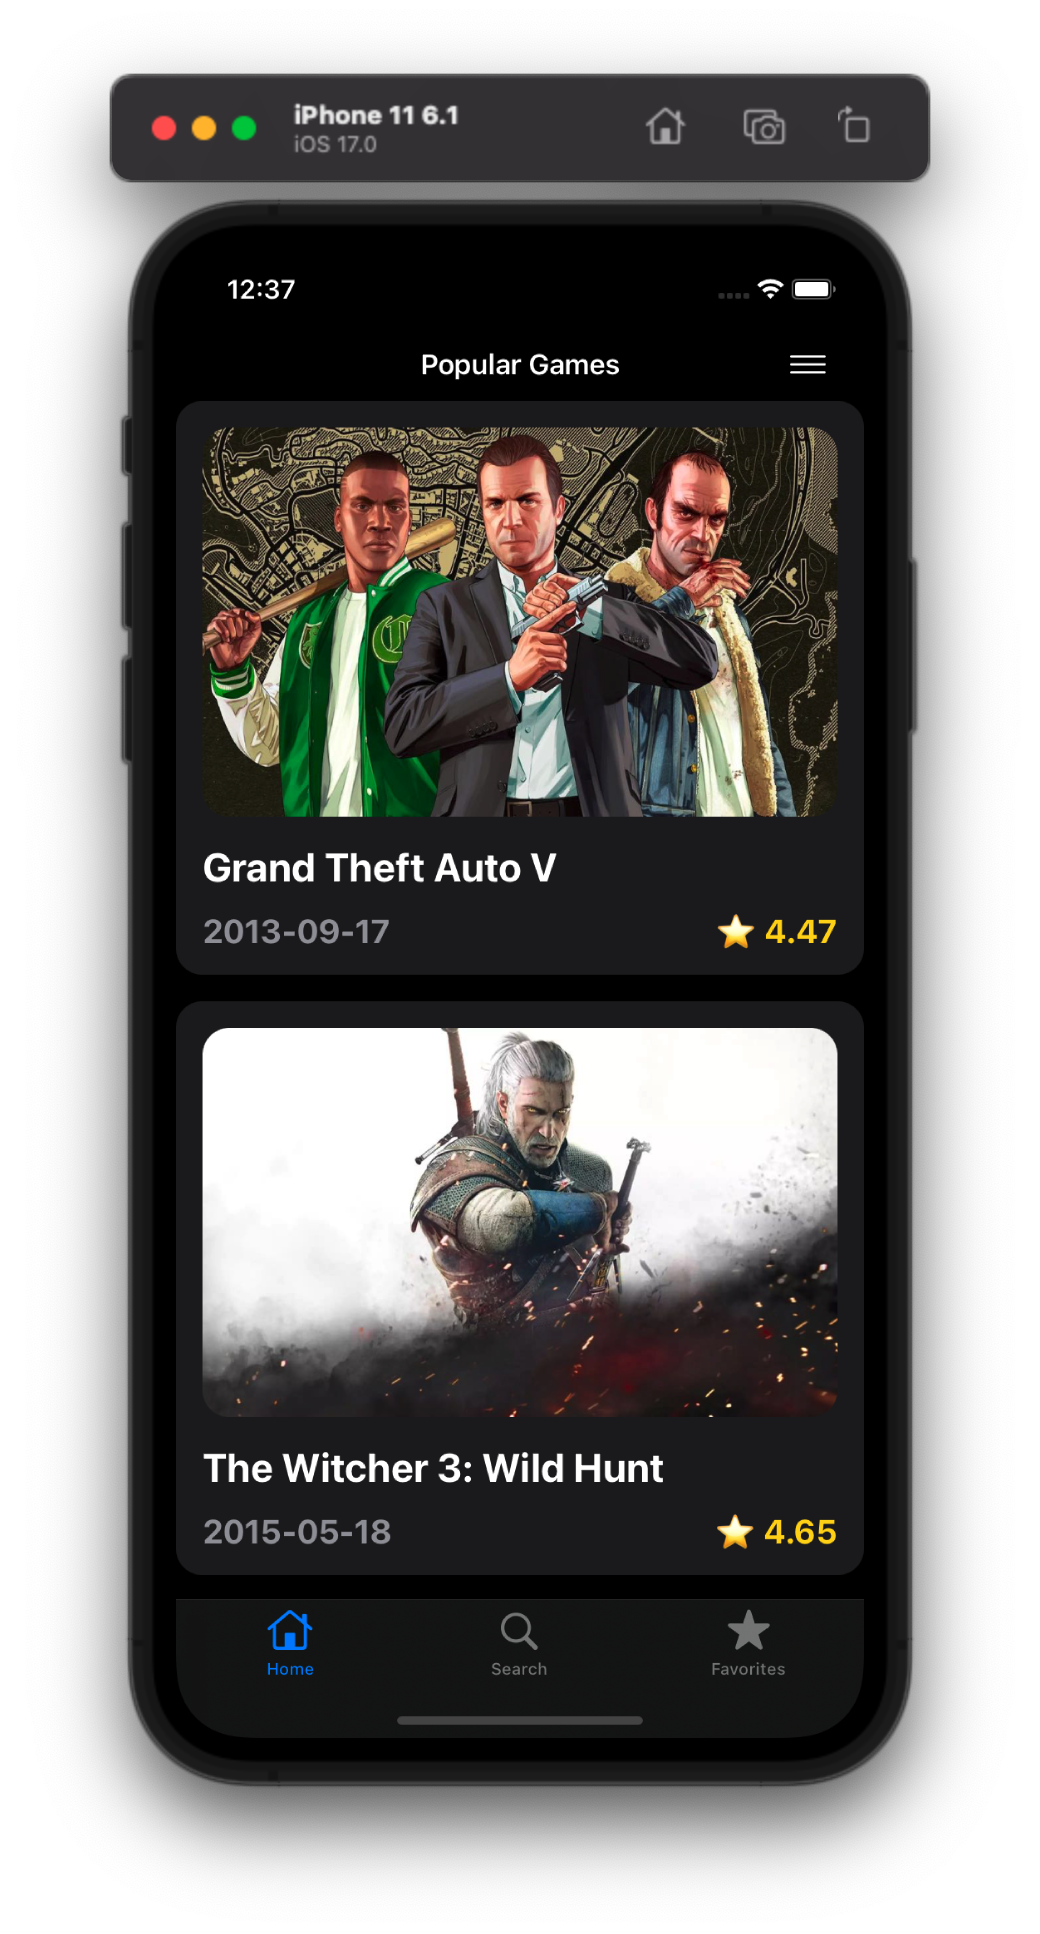 iPhone 11 6.1
iOS 17.0
12:37
Popular Games
Grand Theft Auto V
2013-09-17
4.47
The Witcher 3: Wild Hunt
2015-05-18
4.65
Home
Search
Favorites